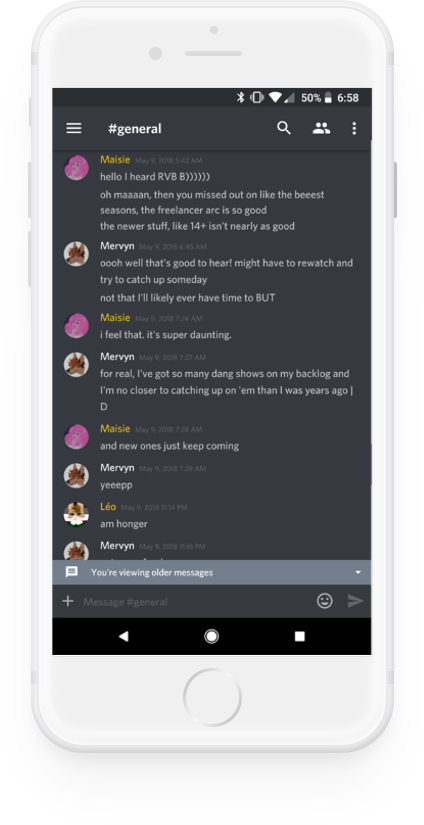 50% 6:58
#general
Maisie May 9, 2018 5:42 AM
hello I heard RVB B))))))
oh maaaan, then you missed out on like the beeest
seasons, the freelancer arc is so good
the newer stuff, like 14+ isn't nearly as good
Mervyn May 9, 2018 6:45 AM
oooh well that's good to hear! might have to rewatch and
try to catch up someday
not that I'll likely ever have time to BUT
Maisie May 9, 2018 7:24 AM
i feel that. it's super daunting.
Mervyn May 9, 2018 7:27 AM
for real, I've got so many dang shows on my backlog and
I'm no closer to catching up on 'em than I was years ago |
D
Maisie May 9, 2018 7:28 AM
and new ones just keep coming
Mervyn May 9, 2018 7:29 AM
yeeepp
Léo May 9, 2018 11:14 PM
am honger
Mervyn May 9, 2018 11:16 PM
You're viewing older messages
Message #general